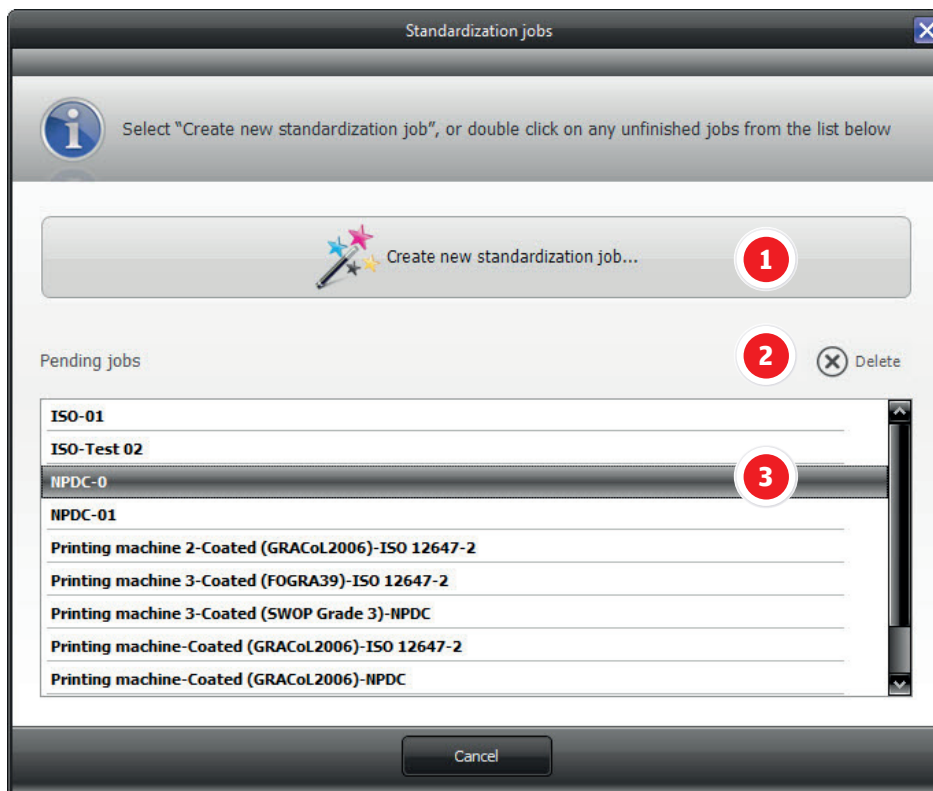 Standardization jobs
Select “Create new standardization job”, or double click on any unfinished jobs from the list below
Create new standardization job...
1
Pending jobs
2
Delete
ISO-01
ISO-Test 02
NPDC-0
3
NPDC-01
Printing machine 2-Coated (GRACoL2006)-ISO 12647-2
Printing machine 3-Coated (FOGRA39)-ISO 12647-2
Printing machine 3-Coated (SWOP Grade 3)-NPDC
Printing machine-Coated (GRACoL2006)-ISO 12647-2
Printing machine-Coated (GRACoL2006)-NPDC
Cancel